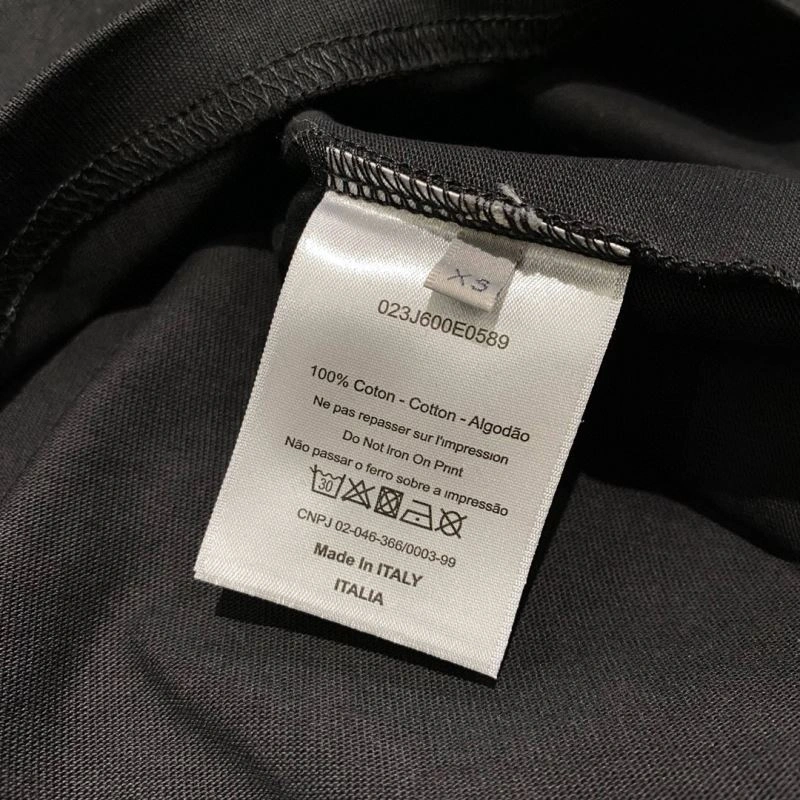 XS
023J600E0589
100% Coton - Cotton - Algodão
Ne pas repasser sur l'impression
Do Not Iron On Print
Não passar o ferro sobre a impressão
30
CNPJ 02-046-366/0003-99
Made In ITALY
ITALIA